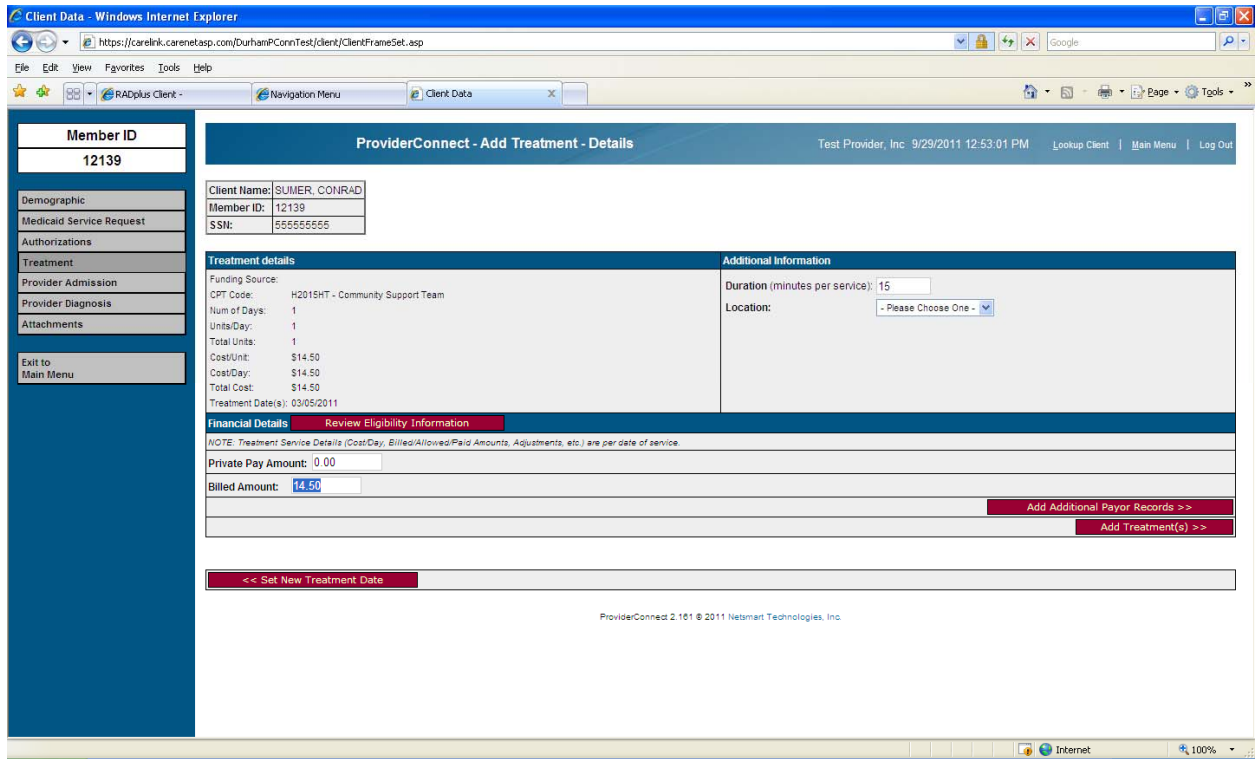 Client Data - Windows Internet Explorer
https://carelink.carenetasp.com/DurhamPConnTest/client/ClientFrameSet.asp
Google
File Edit View Favorites Tools Help
RADplus Client -
Navigation Menu
Client Data
X
Page
Tools
»
Member ID
12139
ProviderConnect - Add Treatment - Details
Test Provider, Inc 9/29/2011 12:53:01 PM
Lookup Client | Main Menu | Log Out
Demographic
Medicaid Service Request
Authorizations
Treatment
Provider Admission
Provider Diagnosis
Attachments
Exit to
Main Menu
Client Name: SUMER, CONRAD
Member ID: 12139
SSN: 555555555
Treatment details
Funding Source:
CPT Code: H2015HT - Community Support Team
Num of Days: 1
Units/Day: 1
Total Units: 1
Cost/Unit: $14.50
Cost/Day: $14.50
Total Cost: $14.50
Treatment Date(s): 03/05/2011
Additional Information
Duration (minutes per service): 15
Location: - Please Choose One -
Financial Details Review Eligibility Information
NOTE: Treatment Service Details (Cost/Day, Billed/Allowed/Paid Amounts, Adjustments, etc.) are per date of service.
Private Pay Amount: 0.00
Billed Amount: 14.50
Add Additional Payor Records >>
Add Treatment(s) >>
<< Set New Treatment Date
ProviderConnect 2.161 © 2011 Netsmart Technologies, Inc.
Internet
100%